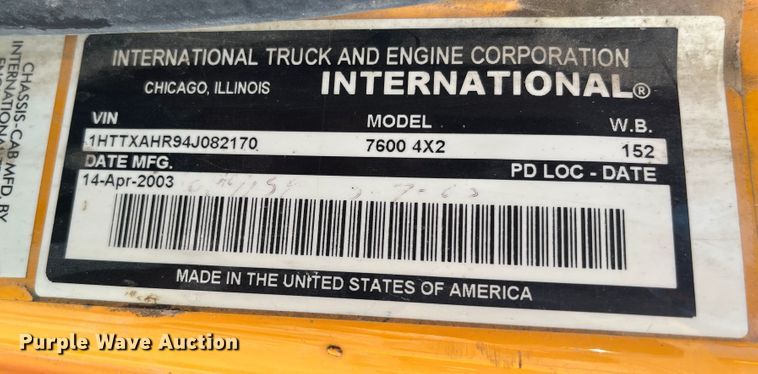 CHASSIS-CAB MFD. BY
INTERNATIONAL
INTERNATIONAL TRUCK AND ENGINE CORPORATION
CHICAGO, ILLINOIS INTERNATIONAL®
VIN MODEL W.B.
1HTTXAHR94J082170 7600 4X2 152
DATE MFG. PD LOC - DATE
14-Apr-2003
MADE IN THE UNITED STATES OF AMERICA
Purple Wave Auction